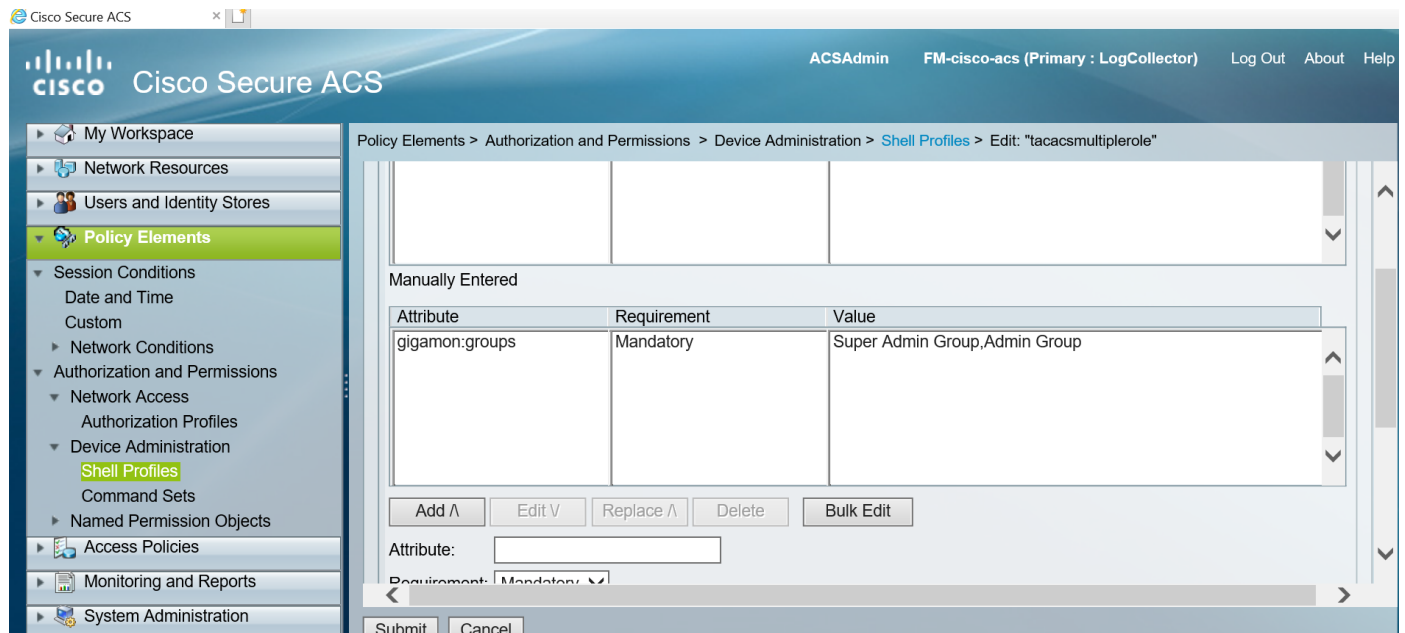 Cisco Secure ACS
ACSAdmin FM-cisco-acs (Primary : LogCollector) Log Out About Help
CISCO Cisco Secure ACS
My Workspace
Network Resources
Users and Identity Stores
Policy Elements
Session Conditions
Date and Time
Custom
Network Conditions
Authorization and Permissions
Network Access
Authorization Profiles
Device Administration
Shell Profiles
Command Sets
Named Permission Objects
Access Policies
Monitoring and Reports
System Administration
Policy Elements > Authorization and Permissions > Device Administration > Shell Profiles > Edit: "tacacsmultiplerole"
Manually Entered
Attribute Requirement Value
gigamon:groups Mandatory Super Admin Group,Admin Group
Add /\ Edit \/ Replace /\ Delete Bulk Edit
Attribute:
Requirement: Mandatory
Submit Cancel